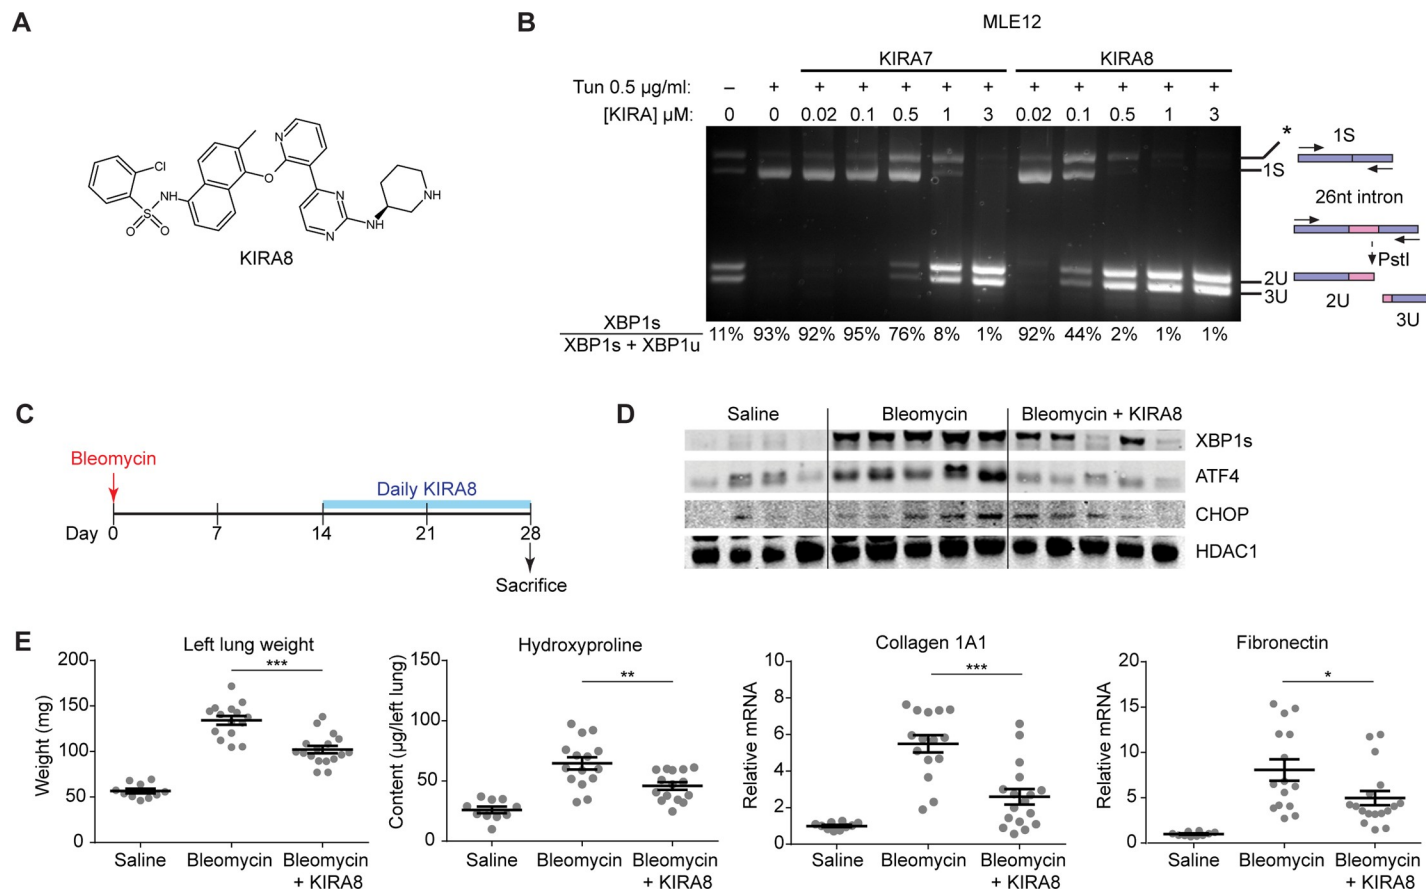 A
Cl
O
N
N
NH
S
O
O
N
NH
NH
KIRA8
B
MLE12
KIRA7
KIRA8
Tun 0.5 µg/ml:
–
+
+
+
+
+
+
+
+
+
+
+
[KIRA] µM:
0
0
0.02
0.1
0.5
1
3
0.02
0.1
0.5
1
3
*
1S
1S
26nt intron
PstI
2U
3U
2U
3U
XBP1s
XBP1s + XBP1u
11%
93%
92%
95%
76%
8%
1%
92%
44%
2%
1%
1%
C
Bleomycin
Daily KIRA8
Day 0 7 14 21 28
Sacrifice
D
Saline
Bleomycin
Bleomycin + KIRA8
XBP1s
ATF4
CHOP
HDAC1
E
Left lung weight
***
Weight (mg)
200
150
100
50
0
Saline
Bleomycin
Bleomycin
+ KIRA8
Hydroxyproline
**
Content (µg/left lung)
150
100
50
0
Saline
Bleomycin
Bleomycin
+ KIRA8
Collagen 1A1
***
Relative mRNA
10
8
6
4
2
0
Saline
Bleomycin
Bleomycin
+ KIRA8
Fibronectin
*
Relative mRNA
20
15
10
5
0
Saline
Bleomycin
Bleomycin
+ KIRA8